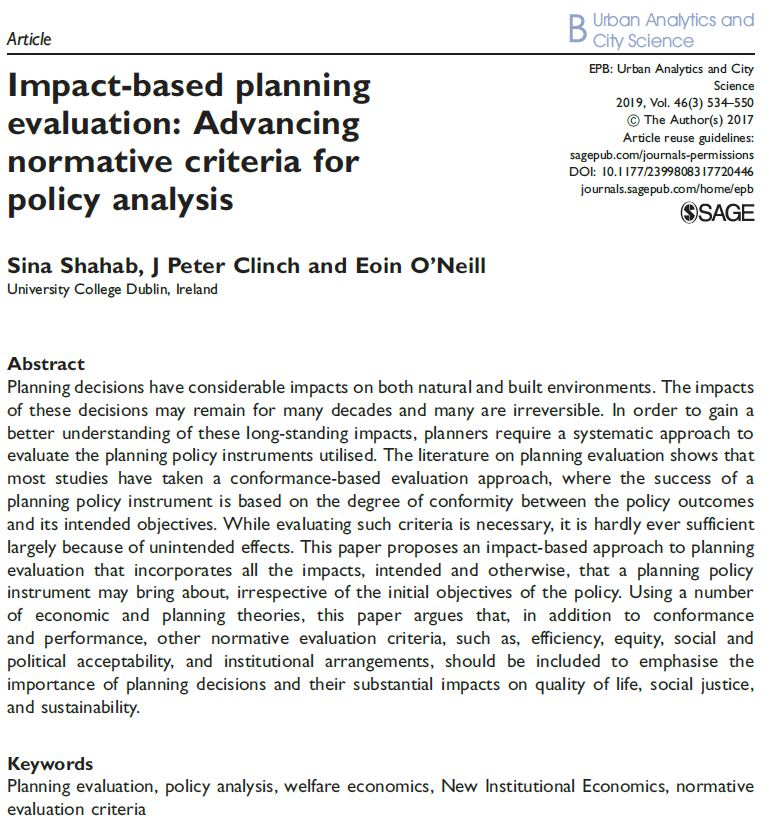 Article
B Urban Analytics and
City Science
Impact-based planning
evaluation: Advancing
normative criteria for
policy analysis
EPB: Urban Analytics and City
Science
2019, Vol. 46(3) 534–550
© The Author(s) 2017
Article reuse guidelines:
sagepub.com/journals-permissions
DOI: 10.1177/2399808317720446
journals.sagepub.com/home/epb
SAGE
Sina Shahab, J Peter Clinch and Eoin O’Neill
University College Dublin, Ireland
Abstract
Planning decisions have considerable impacts on both natural and built environments. The impacts
of these decisions may remain for many decades and many are irreversible. In order to gain a
better understanding of these long-standing impacts, planners require a systematic approach to
evaluate the planning policy instruments utilised. The literature on planning evaluation shows that
most studies have taken a conformance-based evaluation approach, where the success of a
planning policy instrument is based on the degree of conformity between the policy outcomes
and its intended objectives. While evaluating such criteria is necessary, it is hardly ever sufficient
largely because of unintended effects. This paper proposes an impact-based approach to planning
evaluation that incorporates all the impacts, intended and otherwise, that a planning policy
instrument may bring about, irrespective of the initial objectives of the policy. Using a number
of economic and planning theories, this paper argues that, in addition to conformance
and performance, other normative evaluation criteria, such as, efficiency, equity, social and
political acceptability, and institutional arrangements, should be included to emphasise the
importance of planning decisions and their substantial impacts on quality of life, social justice,
and sustainability.
Keywords
Planning evaluation, policy analysis, welfare economics, New Institutional Economics, normative
evaluation criteria